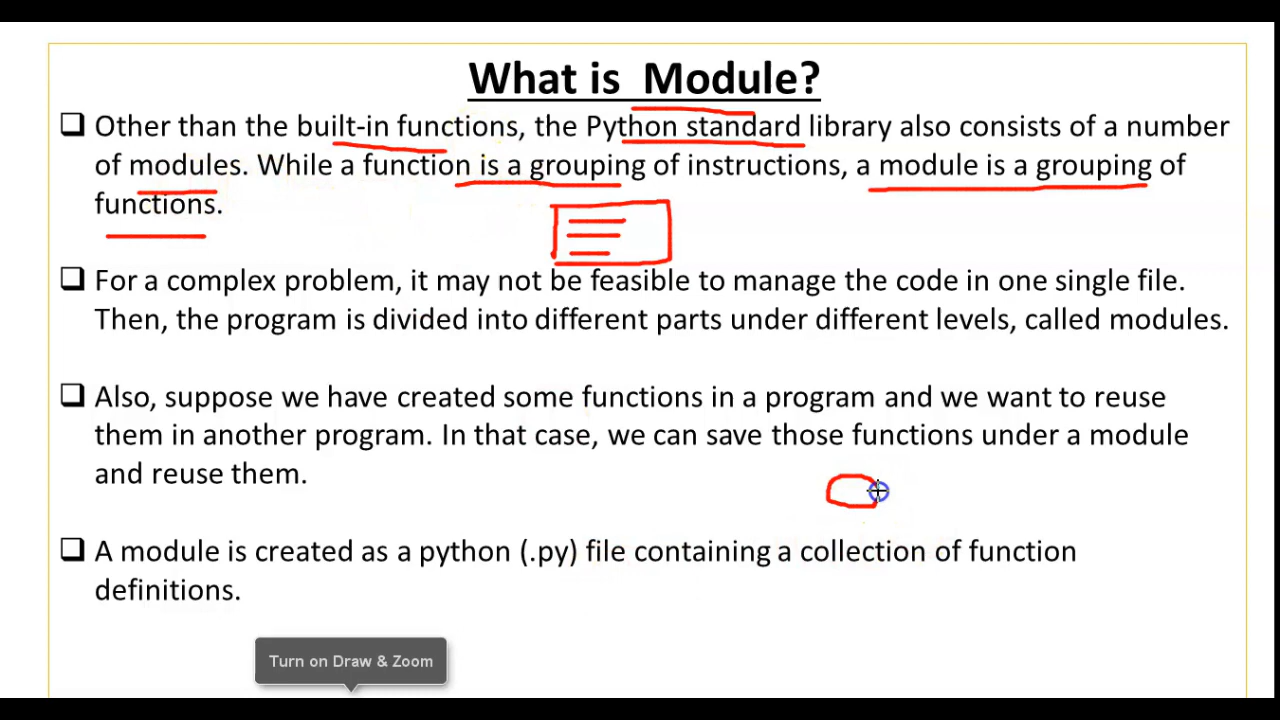 What is Module?
❑ Other than the built-in functions, the Python standard library also consists of a number
of modules. While a function is a grouping of instructions, a module is a grouping of
functions.
❑ For a complex problem, it may not be feasible to manage the code in one single file.
Then, the program is divided into different parts under different levels, called modules.
❑ Also, suppose we have created some functions in a program and we want to reuse
them in another program. In that case, we can save those functions under a module
and reuse them.
❑ A module is created as a python (.py) file containing a collection of function
definitions.
Turn on Draw & Zoom